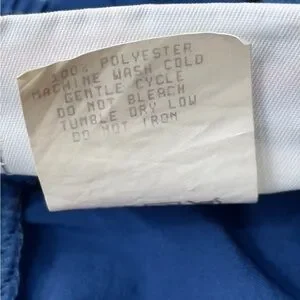 100% POLYESTER
MACHINE WASH COLD
GENTLE CYCLE
DO NOT BLEACH
TUMBLE DRY LOW
DO NOT IRON